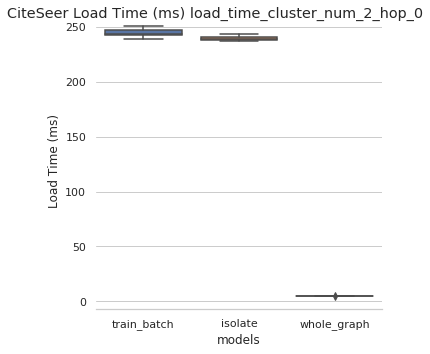 CiteSeer Load Time (ms) load_time_cluster_num_2_hop_0
250
200
150
100
50
0
Load Time (ms)
train_batch
isolate
whole_graph
models